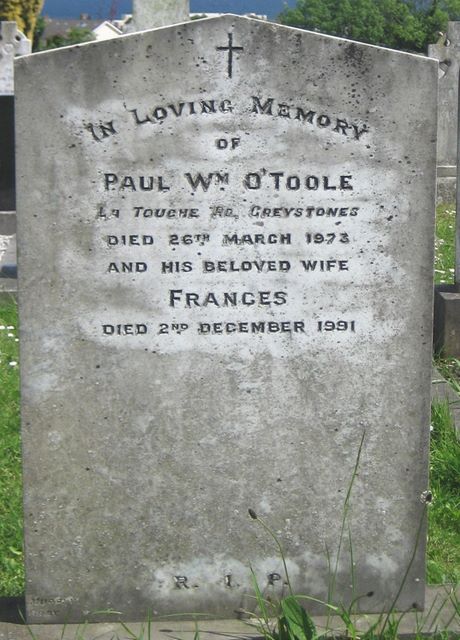 IN LOVING MEMORY
OF
PAUL WM O'TOOLE
LA TOUCHE RD, GREYSTONES
DIED 26TH MARCH 1973
AND HIS BELOVED WIFE
FRANCES
DIED 2ND DECEMBER 1991
R. I. P.